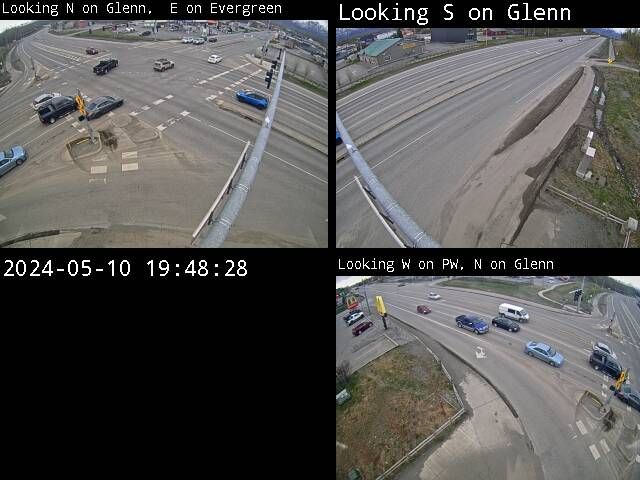 Looking N on Glenn,  E on Evergreen
Looking S on Glenn
2024-05-10 19:48:28
Looking W on PW, N on Glenn